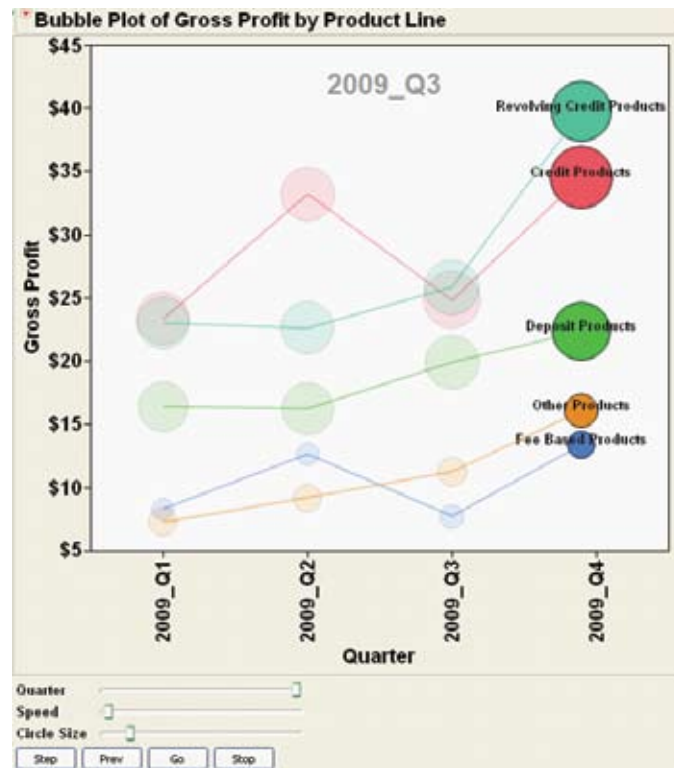 Bubble Plot of Gross Profit by Product Line
2009_Q3
Gross Profit
$45
$40
$35
$30
$25
$20
$15
$10
$5
Revolving Credit Products
Credit Products
Deposit Products
Other Products
Fee Based Products
2009_Q1
2009_Q2
2009_Q3
2009_Q4
Quarter
Quarter
Speed
Circle Size
Step Prev Go Stop